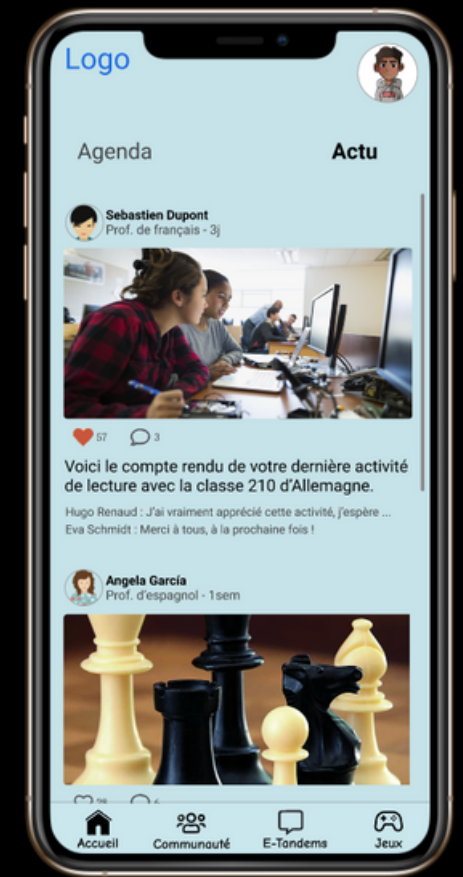 Logo
Agenda
Actu
Sebastien Dupont
Prof. de français - 3j
57
3
Voici le compte rendu de votre dernière activité
de lecture avec la classe 210 d'Allemagne.
Hugo Renaud : J'ai vraiment apprécié cette activité, j'espère ...
Eva Schmidt : Merci à tous, à la prochaine fois !
Angela García
Prof. d'espagnol - 1sem
28
6
Accueil
Communauté
E-Tandems
Jeux